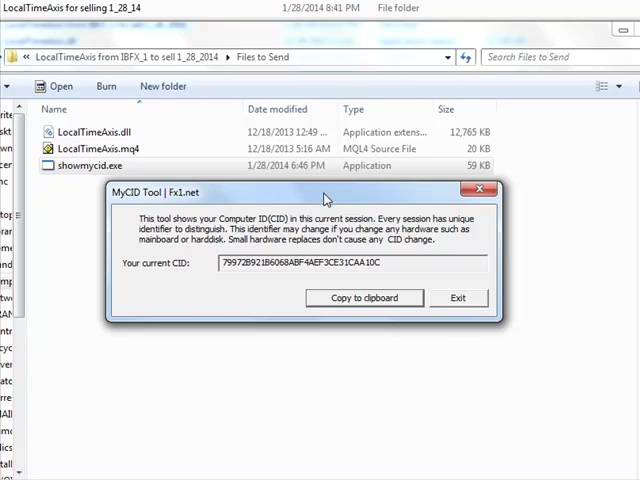 LocalTimeAxis for selling 1_28_14 1/28/2014 8:41 PM File folder
« LocalTimeAxis from IBFX_1 to sell 1_28_2014 Files to Send Search Files to Send
Open Burn New folder
Name Date modified Type Size
LocalTimeAxis.dll 12/18/2013 12:49 ... Application extens... 12,765 KB
LocalTimeAxis.mq4 12/18/2013 5:16 AM MQL4 Source File 20 KB
showmycid.exe 1/28/2014 6:46 PM Application 59 KB
MyCID Tool | Fx1.net
This tool shows your Computer ID(CID) in this current session. Every session has unique
identifier to distinguish. This identifier may change if you change any hardware such as
mainboard or harddisk. Small hardware replaces don't cause any CID change.
Your current CID: 79972B921B6068ABF4AEF3CE31CAA10C
Copy to clipboard Exit